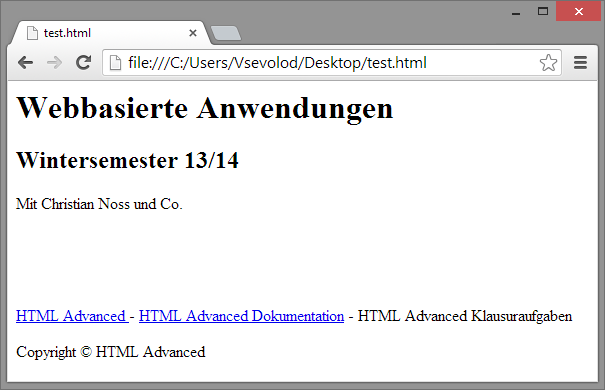 test.html
file:///C:/Users/Vsevolod/Desktop/test.html
Webbasierte Anwendungen
Wintersemester 13/14
Mit Christian Noss und Co.
HTML Advanced - HTML Advanced Dokumentation - HTML Advanced Klausuraufgaben
Copyright © HTML Advanced